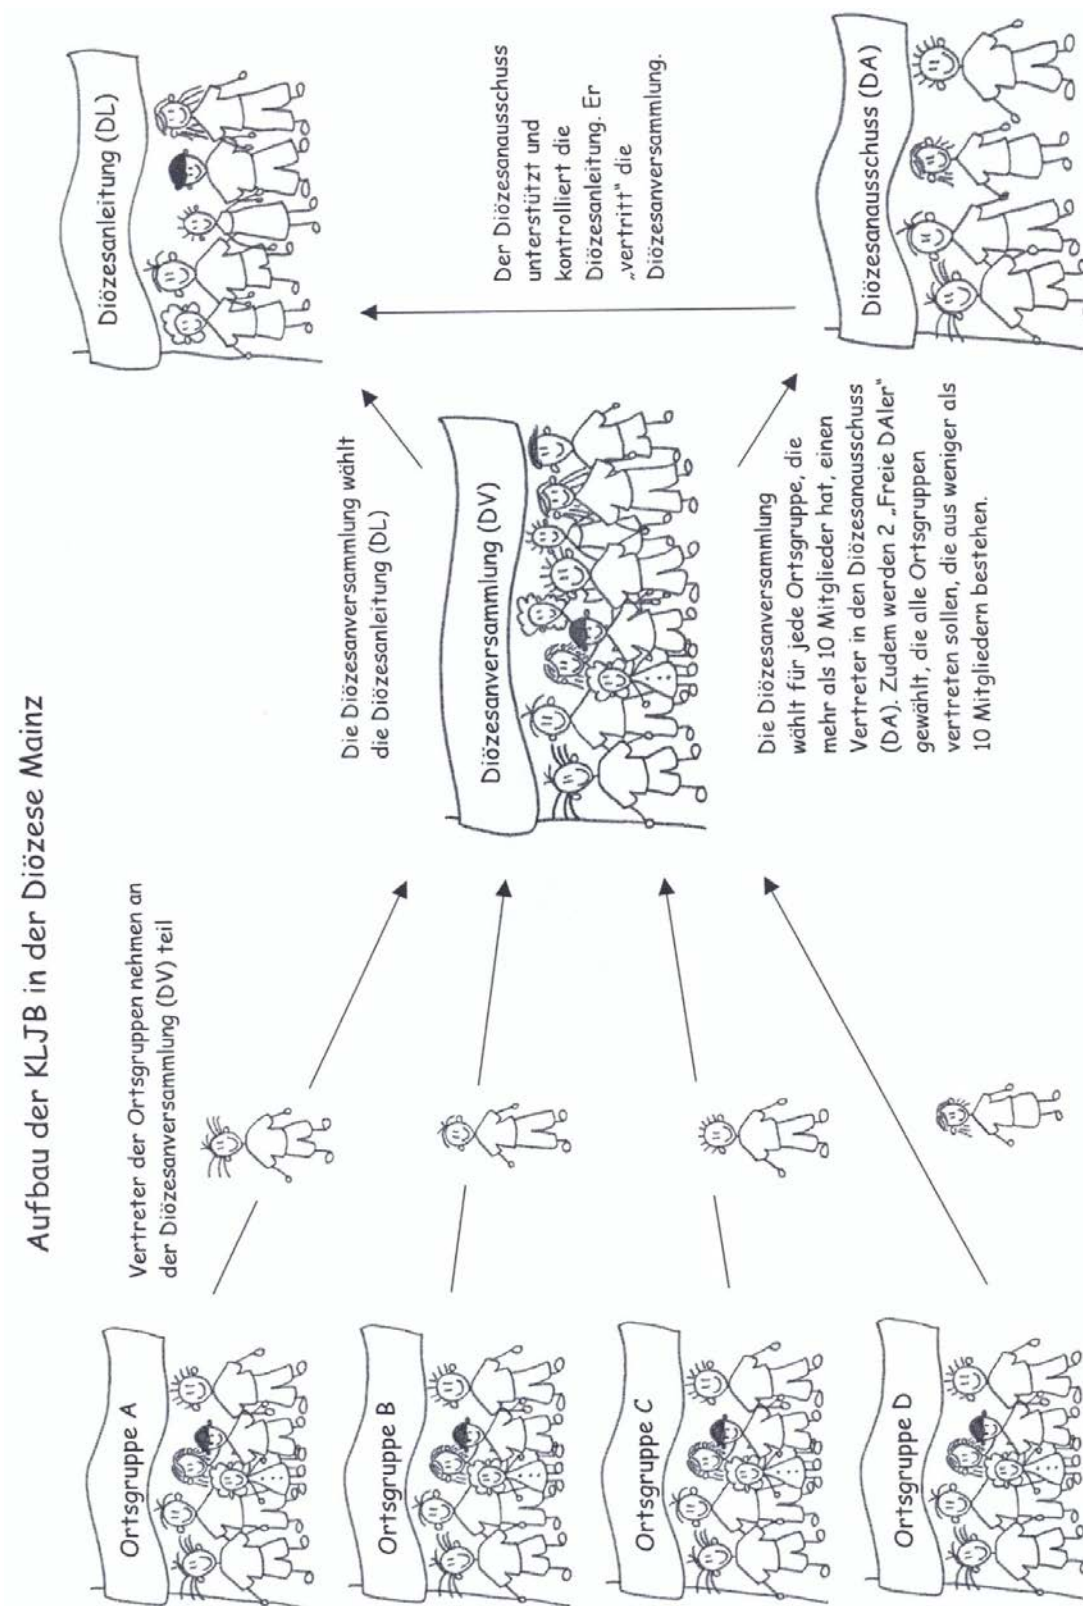 Aufbau der KLJB in der Diözese Mainz
Vertreter der Ortsgruppen nehmen an
der Diözesanversammlung (DV) teil
Ortsgruppe A
Ortsgruppe B
Ortsgruppe C
Ortsgruppe D
Die Diözesanversammlung wählt
die Diözesanleitung (DL)
Diözesanversammlung (DV)
Die Diözesanversammlung
wählt für jede Ortsgruppe, die
mehr als 10 Mitglieder hat, einen
Vertreter in den Diözesanausschuss
(DA). Zudem werden 2 „Freie DAler“
gewählt, die alle Ortsgruppen
vertreten sollen, die aus weniger als
10 Mitgliedern bestehen.
Diözesanleitung (DL)
Der Diözesanausschuss
unterstützt und
kontrolliert die
Diözesanleitung. Er
„vertritt“ die
Diözesanversammlung.
Diözesanausschuss (DA)